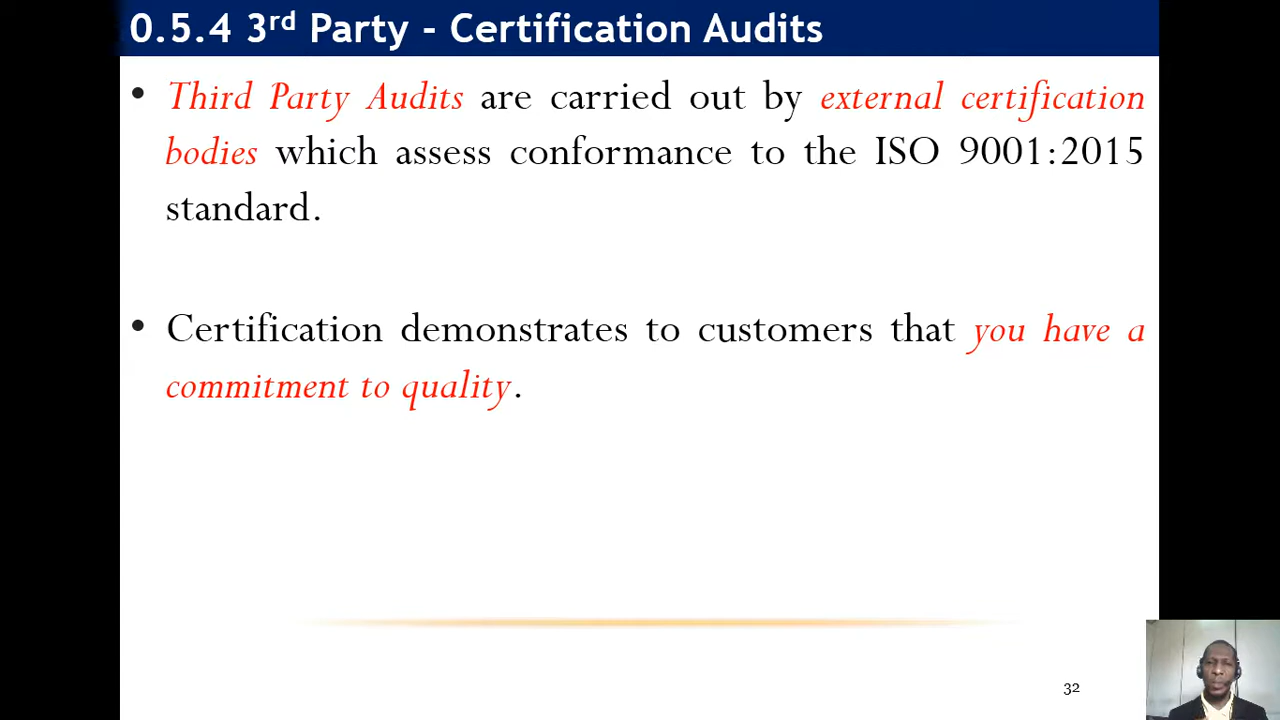 0.5.4 3rd Party - Certification Audits
• Third Party Audits are carried out by external certification
bodies which assess conformance to the ISO 9001:2015
standard.
• Certification demonstrates to customers that you have a
commitment to quality.
32